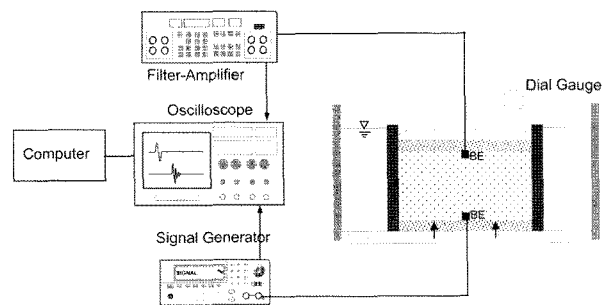 Filter-Amplifier
Dial Gauge
Oscilloscope
Computer
BE
BE
Signal Generator
SIGNAL